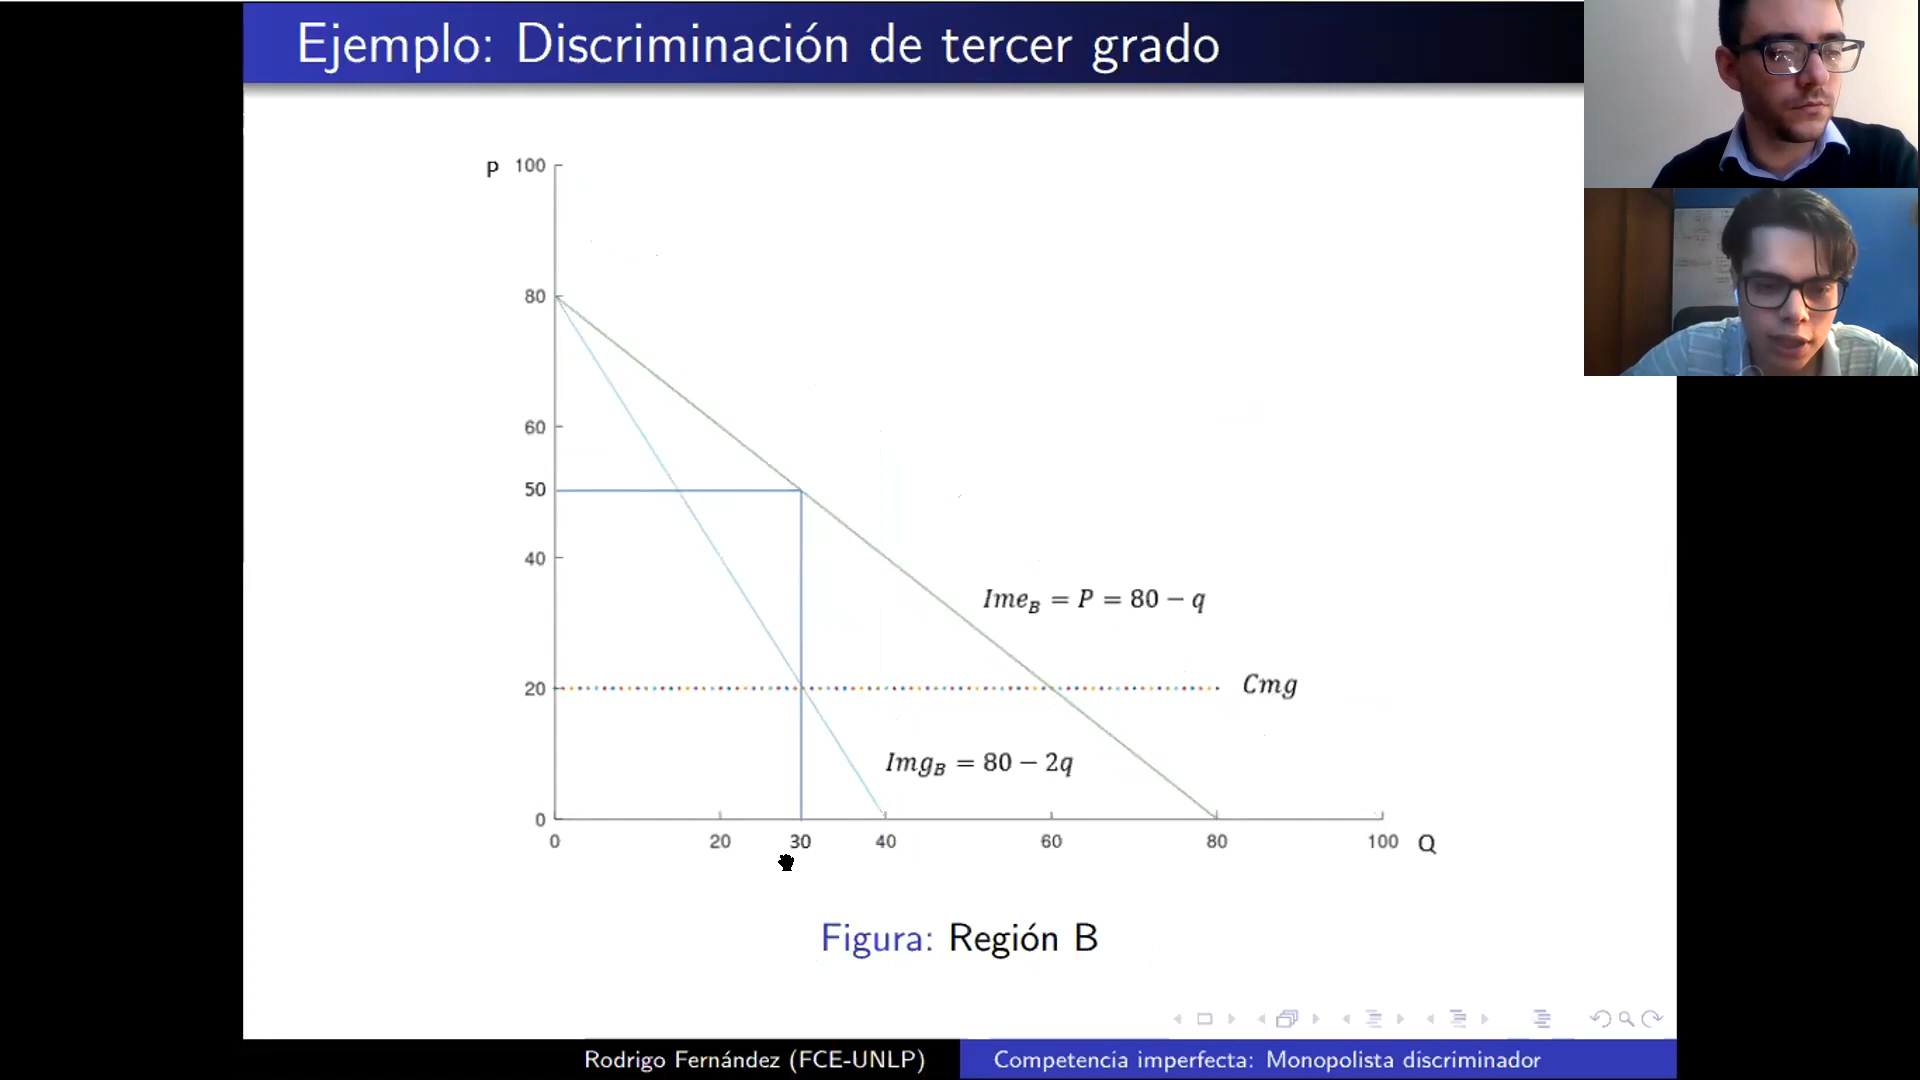 Ejemplo: Discriminación de tercer grado
P
100
80
60
50
40
20
0
Ime_B = P = 80 − q
Cmg
Img_B = 80 − 2q
0 20 30 40 60 80 100 Q
Figura: Región B
Rodrigo Fernández (FCE-UNLP)
Competencia imperfecta: Monopolista discriminador